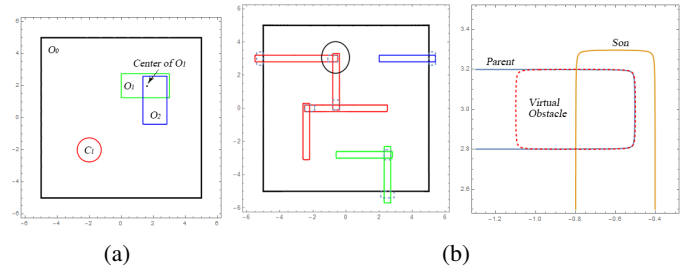 O₀
Center of O₁
O₁
O₂
C₁
6
4
2
0
-2
-4
-6
-6 -4 -2 0 2 4 6
(a)
6
4
2
0
-2
-4
-6
-6 -4 -2 0 2 4 6
(b)
Son
Parent
Virtual
Obstacle
3.4
3.2
3.0
2.8
2.6
-1.2 -1.0 -0.8 -0.6 -0.4